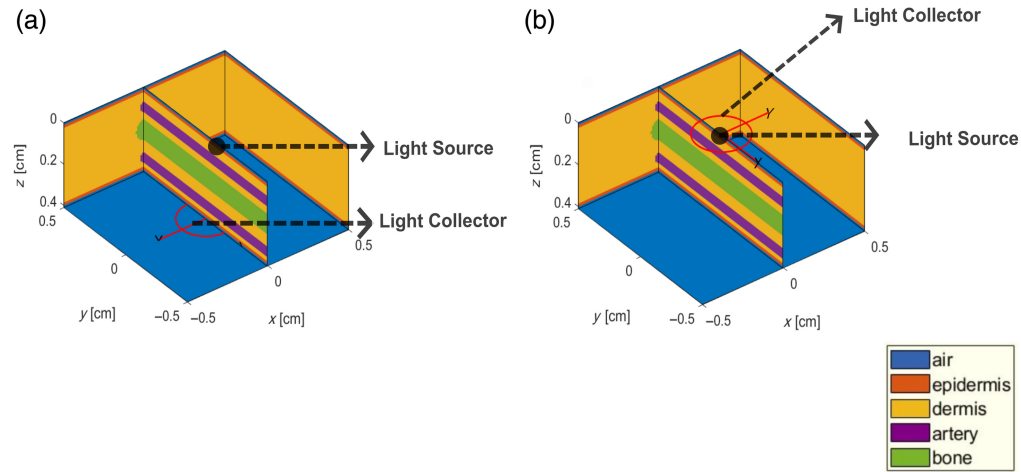 (a)
Light Source
Light Collector
0
0.2
0.4
z [cm]
0.5
0
–0.5
y [cm]
–0.5
0
0.5
x [cm]
(b)
Light Collector
Light Source
Y
y
0
0.2
0.4
z [cm]
0.5
0
–0.5
y [cm]
–0.5
0
0.5
x [cm]
air
epidermis
dermis
artery
bone